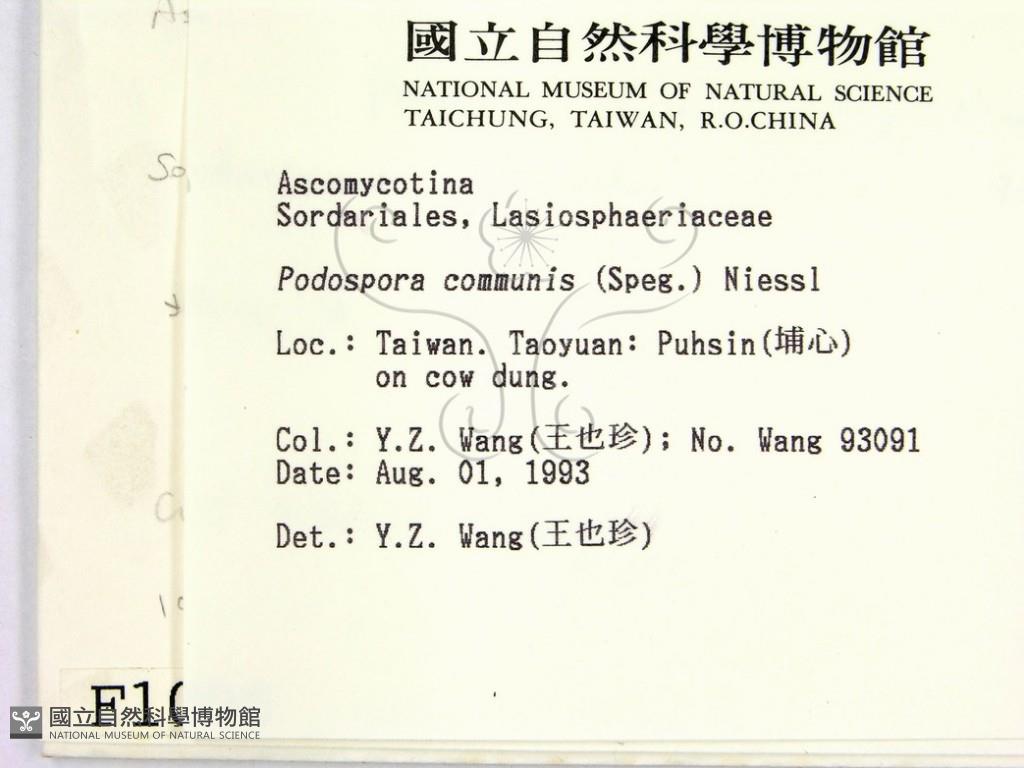 國立自然科學博物館
NATIONAL MUSEUM OF NATURAL SCIENCE
TAICHUNG, TAIWAN, R.O.CHINA
Ascomycotina
Sordariales, Lasiosphaeriaceae
Podospora communis (Speg.) Niessl
Loc.: Taiwan. Taoyuan: Puhsin(埔心)
on cow dung.
Col.: Y.Z. Wang(王也珍); No. Wang 93091
Date: Aug. 01, 1993
Det.: Y.Z. Wang(王也珍)
國立自然科學博物館
NATIONAL MUSEUM OF NATURAL SCIENCE